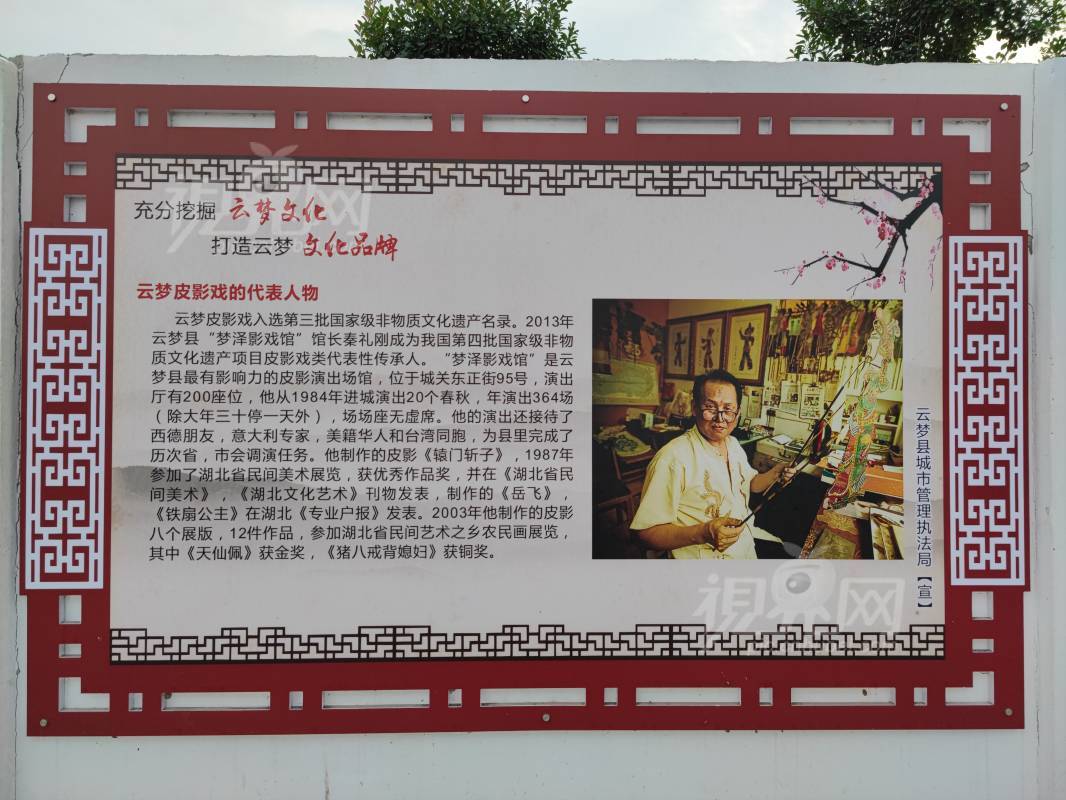 充分挖掘 云梦文化
打造云梦 文化品牌
云梦皮影戏的代表人物
云梦皮影戏入选第三批国家级非物质文化遗产名录。2013年
云梦县“梦泽影戏馆”馆长秦礼刚成为我国第四批国家级非物
质文化遗产项目皮影戏类代表性传承人。“梦泽影戏馆”是云
梦县最有影响力的皮影演出场馆，位于城关东正街95号，演出
厅有200座位，他从1984年进城演出20个春秋，年演出364场
（除大年三十停一天外），场场座无虚席。他的演出还接待了
西德朋友，意大利专家，美籍华人和台湾同胞，为县里完成了
历次省，市会调演任务。他制作的皮影《辕门斩子》，1987年
参加了湖北省民间美术展览，获优秀作品奖，并在《湖北省民
间美术》，《湖北文化艺术》刊物发表，制作的《岳飞》，
《铁扇公主》在湖北《专业户报》发表。2003年他制作的皮影
八个展版，12件作品，参加湖北省民间艺术之乡农民画展览，
其中《天仙佩》获金奖，《猪八戒背媳妇》获铜奖。
云梦县城市管理执法局【宣】
视界网
视界网